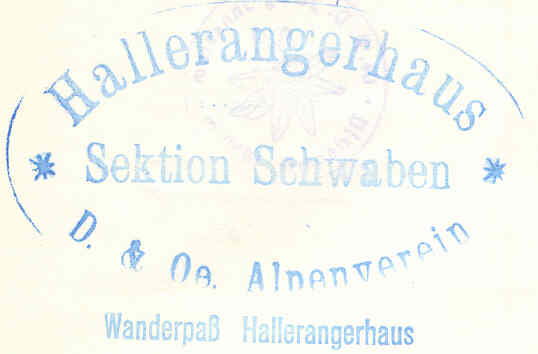 Hallerangerhaus
* Sektion Schwaben *
D. & Oe. Alpenverein
Wanderpaß Hallerangerhaus